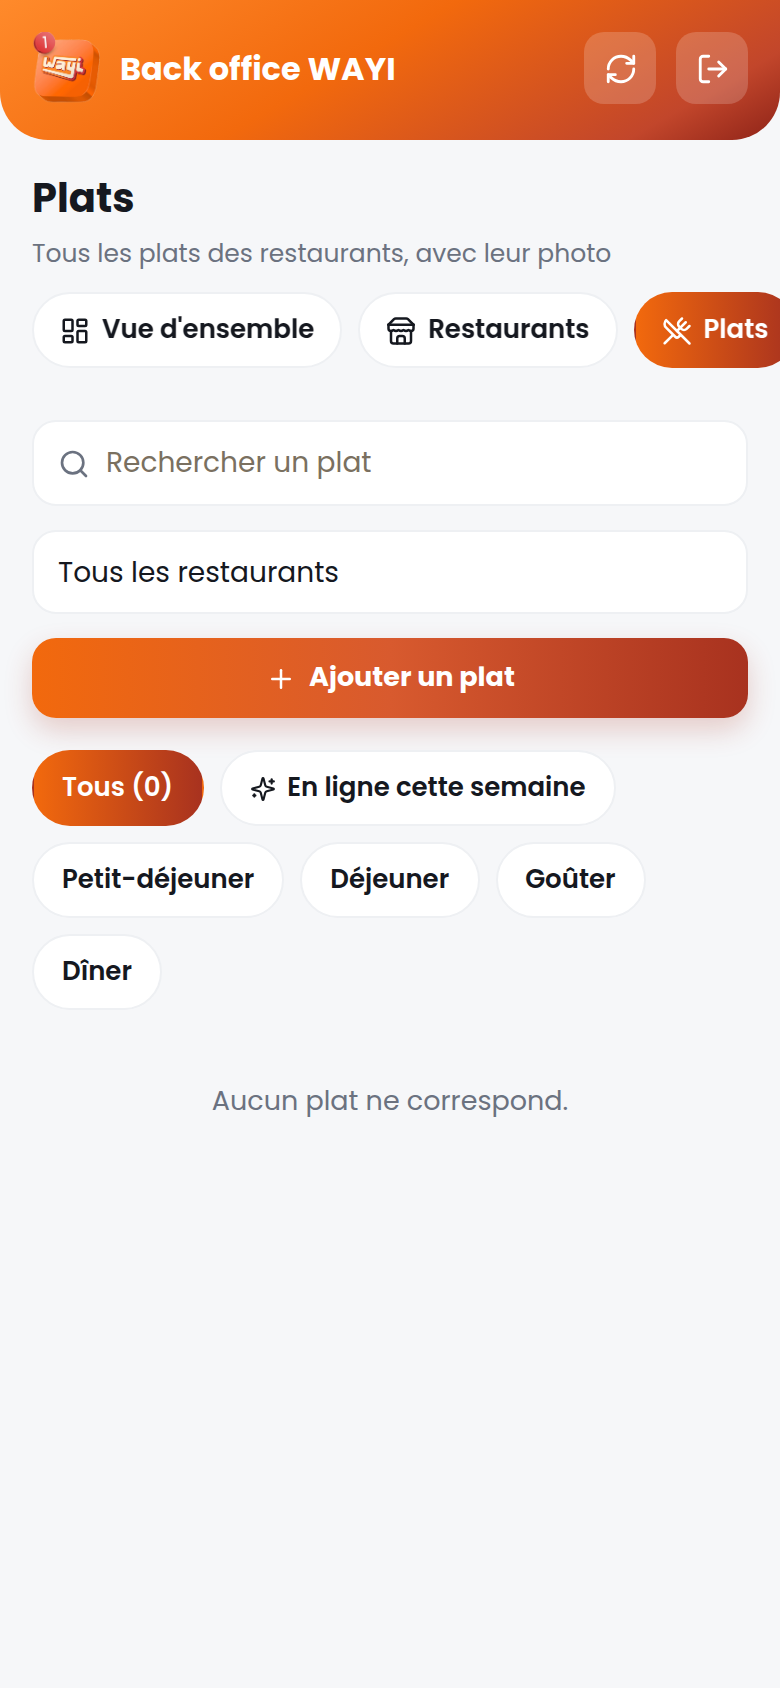 wayi
1
Back office WAYI
Plats
Tous les plats des restaurants, avec leur photo
Vue d'ensemble
Restaurants
Plats
Rechercher un plat
Tous les restaurants
Ajouter un plat
Tous (0)
En ligne cette semaine
Petit-déjeuner
Déjeuner
Goûter
Dîner
Aucun plat ne correspond.